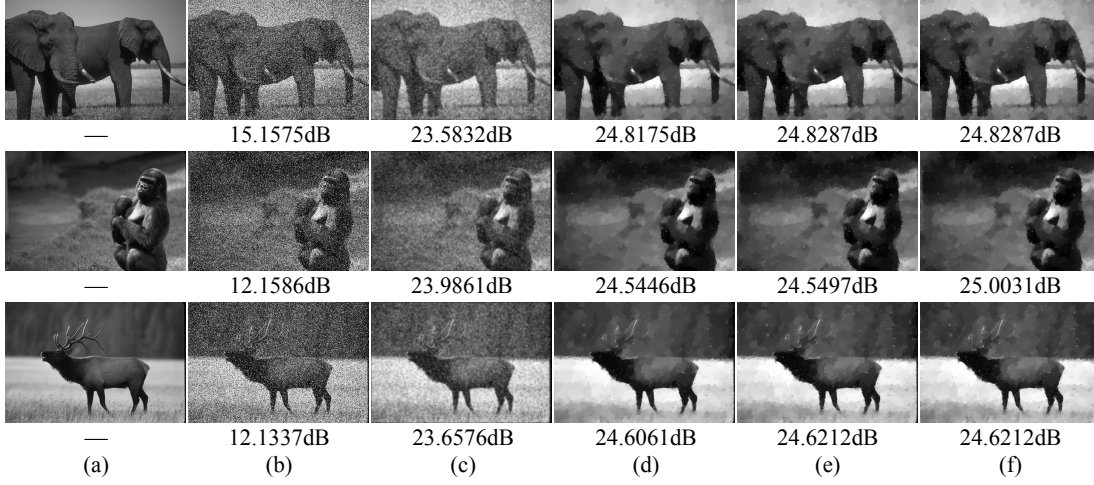 — 15.1575dB 23.5832dB 24.8175dB 24.8287dB 24.8287dB
— 12.1586dB 23.9861dB 24.5446dB 24.5497dB 25.0031dB
— 12.1337dB 23.6576dB 24.6061dB 24.6212dB 24.6212dB
(a) (b) (c) (d) (e) (f)